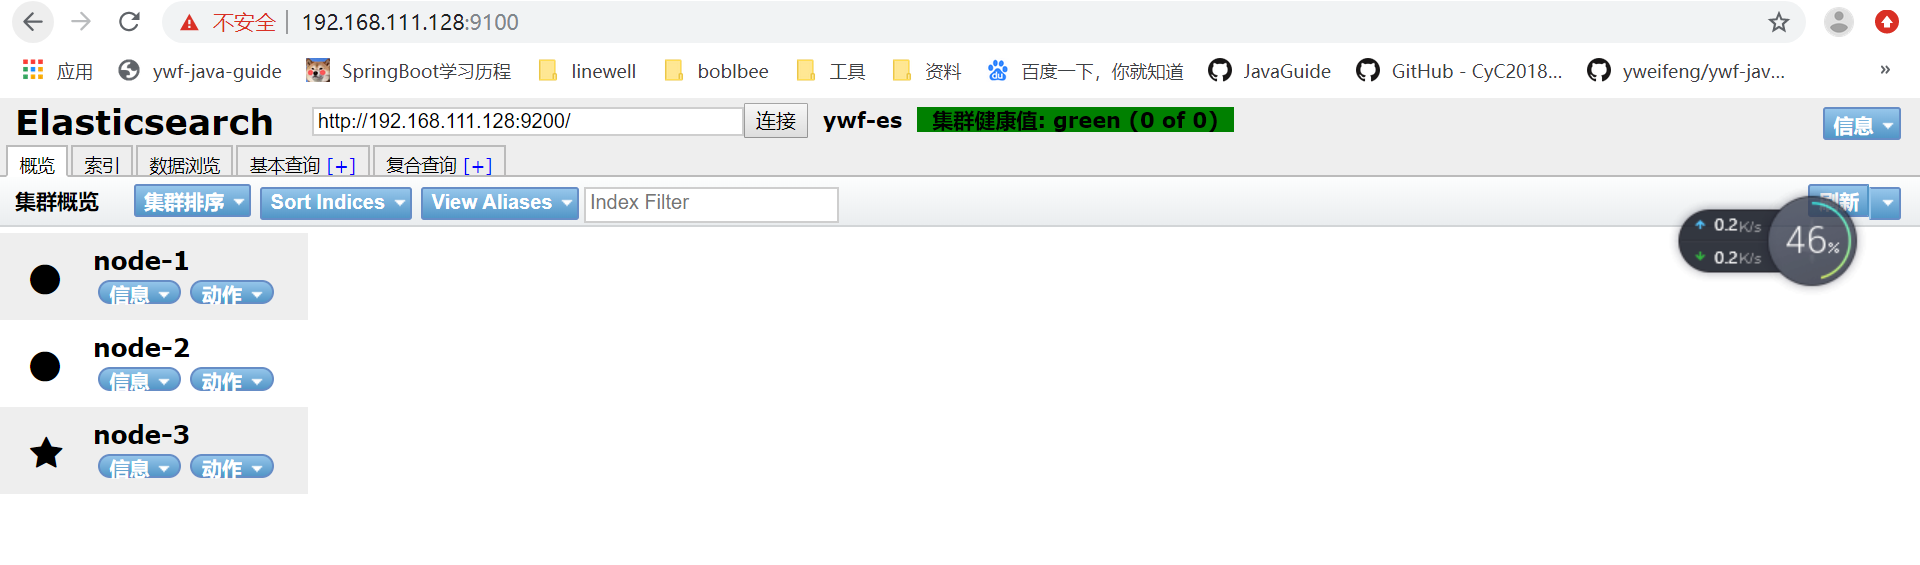 不安全 192.168.111.128:9100
应用 ywf-java-guide SpringBoot学习历程 linewell boblbee 工具 资料 百度一下，你就知道 JavaGuide GitHub - CyC2018... yweifeng/ywf-jav... »
Elasticsearch http://192.168.111.128:9200/ 连接 ywf-es 集群健康值: green (0 of 0) 信息
概览 索引 数据浏览 基本查询 [+] 复合查询 [+]
集群概览 集群排序 Sort Indices View Aliases Index Filter 刷新
0.2K/s
0.2K/s
46%
node-1
信息 动作
node-2
信息 动作
node-3
信息 动作